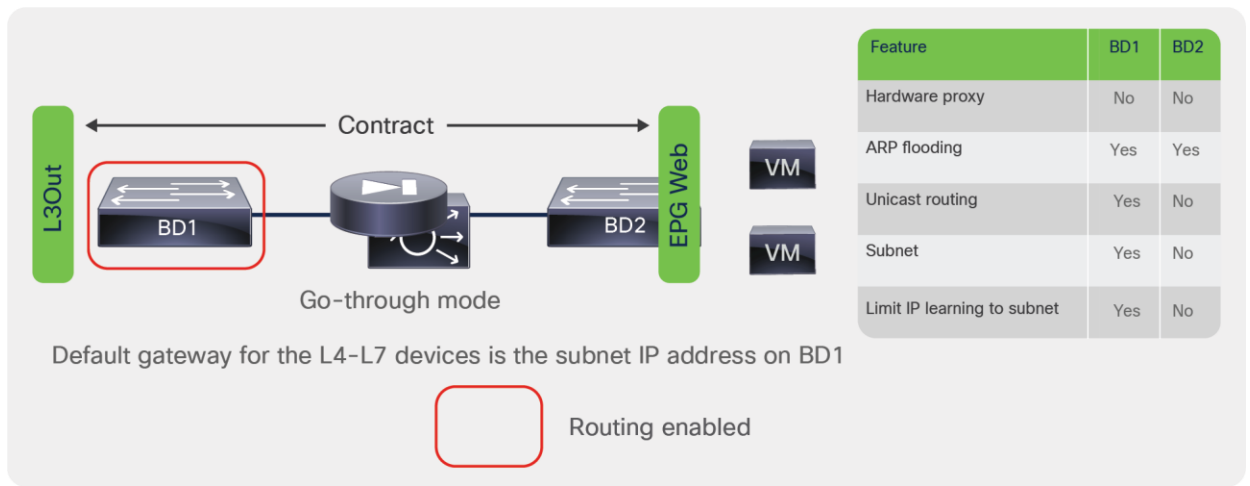 Feature BD1 BD2
Hardware proxy No No
ARP flooding Yes Yes
Unicast routing Yes No
Subnet Yes No
Limit IP learning to subnet Yes No
L3Out
Contract
EPG Web
BD1
BD2
VM
VM
Go-through mode
Default gateway for the L4-L7 devices is the subnet IP address on BD1
Routing enabled